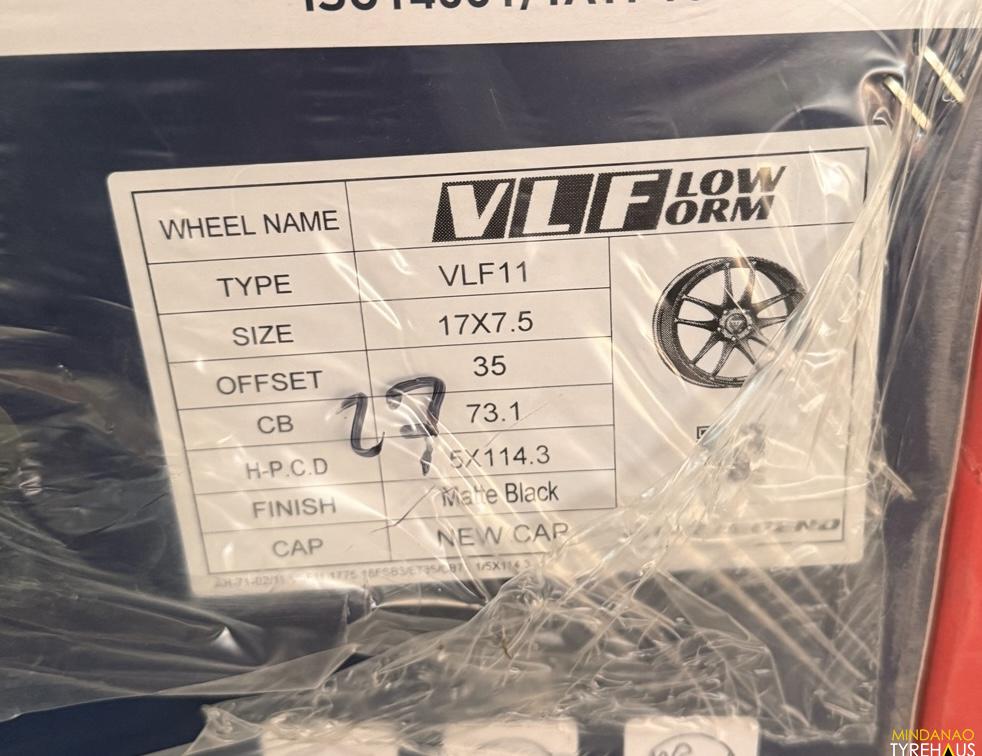 WHEEL NAME VLF LOW ORM
TYPE VLF11
SIZE 17X7.5
OFFSET 35
CB 73.1
27
H-P.C.D 5X114.3
FINISH Matte Black
CAP NEW CAP
MINDANAO
TYREHAUS